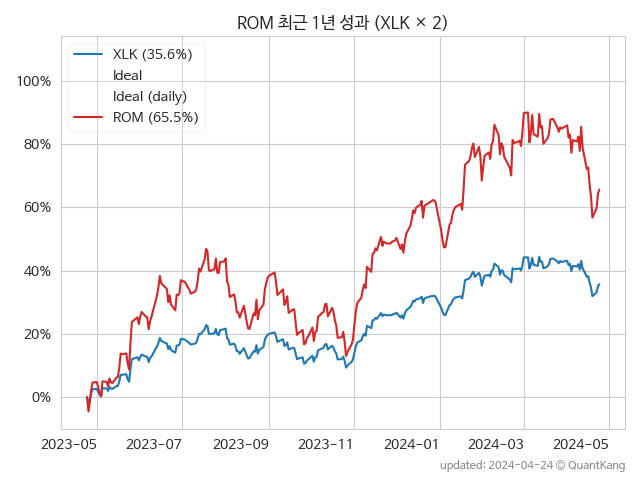 ROM 최근 1년 성과 (XLK × 2)
XLK (35.6%)
Ideal
Ideal (daily)
ROM (65.5%)
100%
80%
60%
40%
20%
0%
2023-05 2023-07 2023-09 2023-11 2024-01 2024-03 2024-05
updated: 2024-04-24 © QuantKang